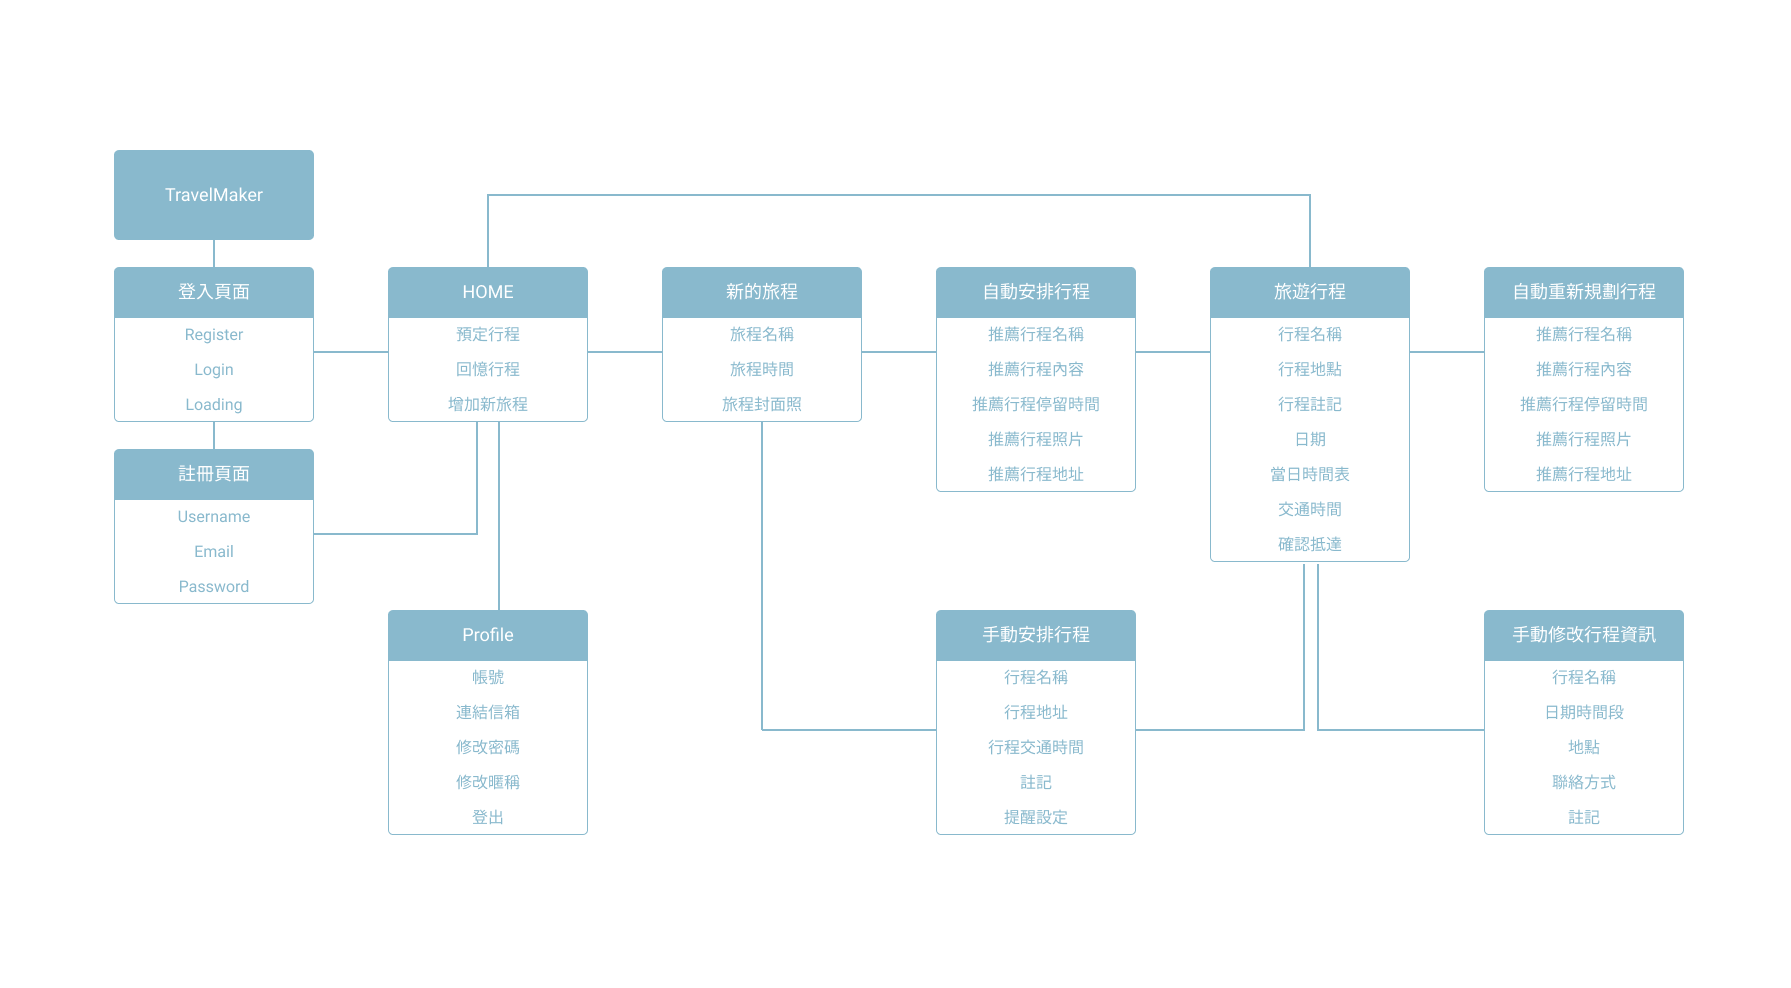 TravelMaker
登入頁面
Register
Login
Loading
註冊頁面
Username
Email
Password
HOME
預定行程
回憶行程
增加新旅程
Profile
帳號
連結信箱
修改密碼
修改暱稱
登出
新的旅程
旅程名稱
旅程時間
旅程封面照
自動安排行程
推薦行程名稱
推薦行程內容
推薦行程停留時間
推薦行程照片
推薦行程地址
手動安排行程
行程名稱
行程地址
行程交通時間
註記
提醒設定
旅遊行程
行程名稱
行程地點
行程註記
日期
當日時間表
交通時間
確認抵達
自動重新規劃行程
推薦行程名稱
推薦行程內容
推薦行程停留時間
推薦行程照片
推薦行程地址
手動修改行程資訊
行程名稱
日期時間段
地點
聯絡方式
註記